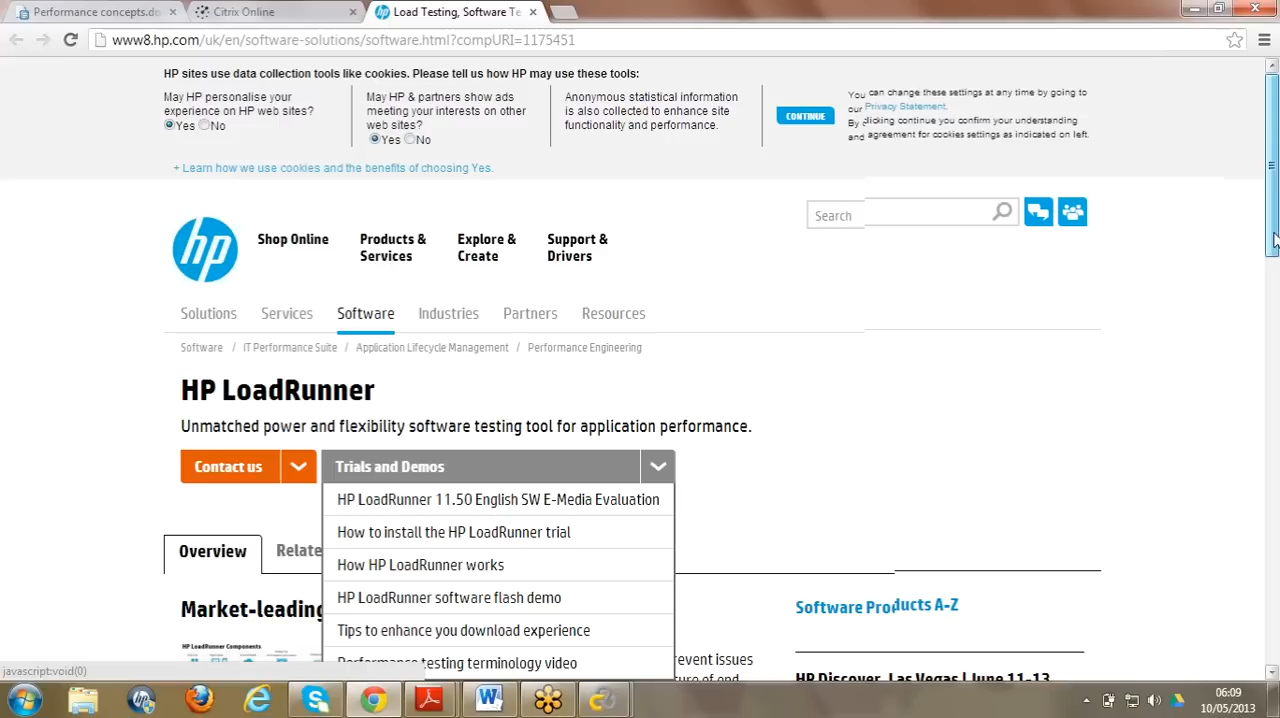 Performance concepts.do
Citrix Online
Load Testing, Software Te
www8.hp.com/uk/en/software-solutions/software.html?compURI=1175451
HP sites use data collection tools like cookies. Please tell us how HP may use these tools:
May HP personalise your
experience on HP web sites?
Yes No
May HP & partners show ads
meeting your interests on other
web sites?
Yes No
Anonymous statistical information
is also collected to enhance site
functionality and performance.
CONTINUE
You can change these settings at any time by going to
our Privacy Statement.
By clicking continue you confirm your understanding
and agreement for cookies settings as indicated on left.
+ Learn how we use cookies and the benefits of choosing Yes.
Search
hp
Shop Online
Products &
Services
Explore &
Create
Support &
Drivers
Solutions Services Software Industries Partners Resources
Software / IT Performance Suite / Application Lifecycle Management / Performance Engineering
HP LoadRunner
Unmatched power and flexibility software testing tool for application performance.
Contact us
Trials and Demos
HP LoadRunner 11.50 English SW E-Media Evaluation
How to install the HP LoadRunner trial
How HP LoadRunner works
HP LoadRunner software flash demo
Tips to enhance you download experience
Performance testing terminology video
Overview
Relate
Market-leading
HP LoadRunner Components
revent issues
ure of end
Software Products A-Z
HP Discover Las Vegas | June 11-13
javascript:void(0)
06:09
10/05/2013